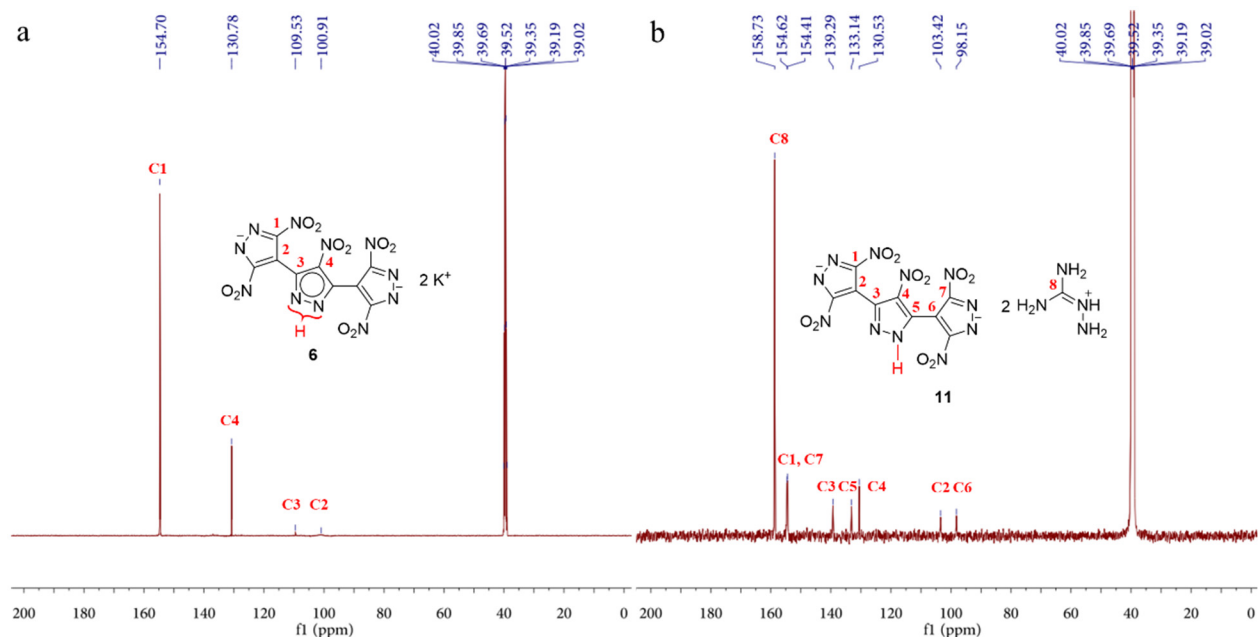 a
−154.70
−130.78
−109.53
−100.91
40.02
39.85
39.69
39.52
39.35
39.19
39.02
C1
C4
C3
C2
1
NO2
N
−
N
2
O2N
3
NO2
4
N
N
H
NO2
N
N
−
O2N
2 K+
6
200
160
140
120
100
80
60
40
20
0
f1 (ppm)
b
158.73
154.62
154.41
139.29
133.14
130.53
103.42
98.15
40.02
39.85
39.69
39.52
39.35
39.19
39.02
C8
C1, C7
C3
C5
C4
C2
C6
1
NO2
N
−
N
2
O2N
3
NO2
4
5
N
N
H
NO2
7
6
N
N
−
O2N
2
NH2
8
H2N
NH
+
NH2
11
200
160
140
120
100
80
60
40
20
0
f1 (ppm)